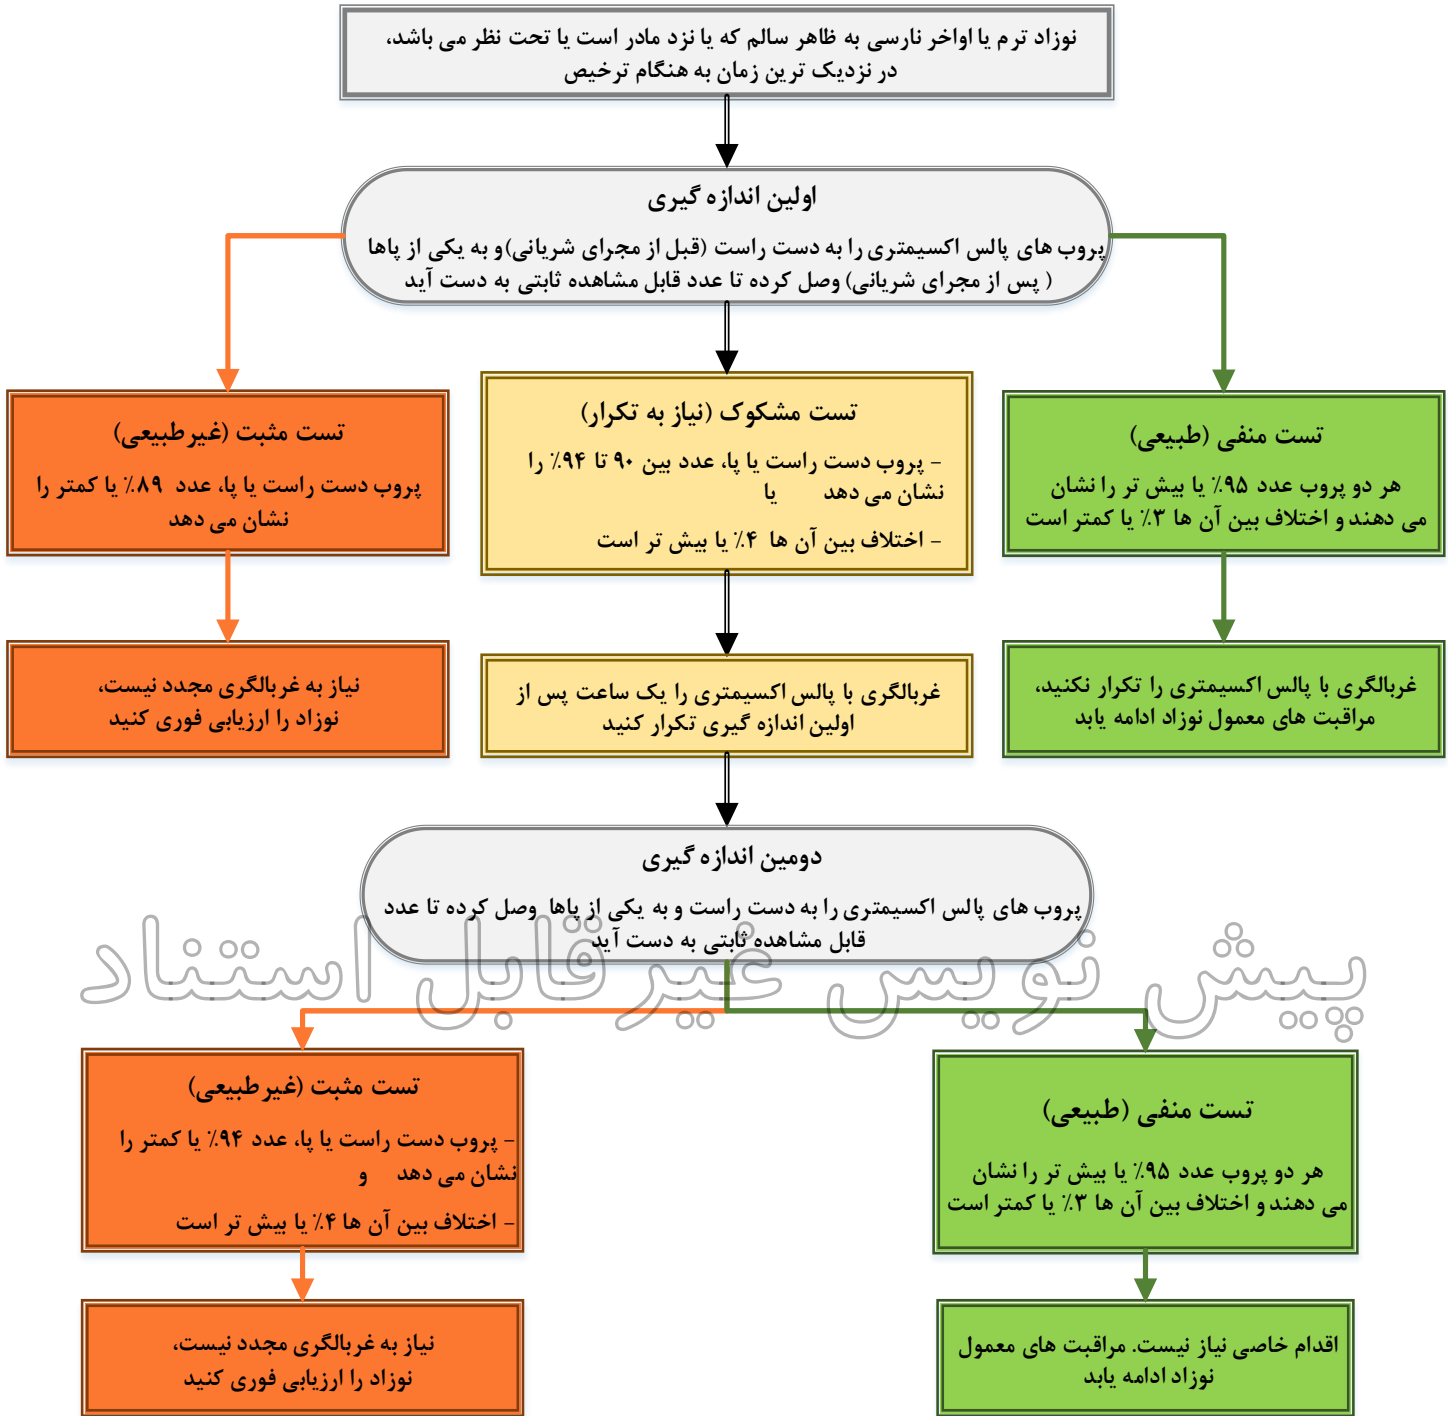 نوزاد ترم یا اواخر نارسی به ظاهر سالم که یا نزد مادر است یا تحت نظر می باشد،
در نزدیک ترین زمان به هنگام ترخیص
اولین اندازه گیری
پروب های پالس اکسیمتری را به دست راست (قبل از مجرای شریانی)و به یکی از پاها
( پس از مجرای شریانی) وصل کرده تا عدد قابل مشاهده ثابتی به دست آید
تست منفی (طبیعی)
هر دو پروب عدد ۹۵٪ یا بیش تر را نشان
می دهند و اختلاف بین آن ها ۳٪ یا کمتر است
تست مشکوک (نیاز به تکرار)
- پروب دست راست یا پا، عدد بین ۹۰ تا ۹۴٪ را
نشان می دهد یا
- اختلاف بین آن ها ۴٪ یا بیش تر است
تست مثبت (غیرطبیعی)
پروب دست راست یا پا، عدد ۸۹٪ یا کمتر را
نشان می دهد
غربالگری با پالس اکسیمتری را تکرار نکنید،
مراقبت های معمول نوزاد ادامه یابد
غربالگری با پالس اکسیمتری را یک ساعت پس از
اولین اندازه گیری تکرار کنید
نیاز به غربالگری مجدد نیست،
نوزاد را ارزیابی فوری کنید
دومین اندازه گیری
پروب های پالس اکسیمتری را به دست راست و به یکی از پاها وصل کرده تا عدد
قابل مشاهده ثابتی به دست آید
پیش نویس غیرقابل استناد
تست منفی (طبیعی)
هر دو پروب عدد ۹۵٪ یا بیش تر را نشان
می دهند و اختلاف بین آن ها ۳٪ یا کمتر است
تست مثبت (غیرطبیعی)
- پروب دست راست یا پا، عدد ۹۴٪ یا کمتر را
نشان می دهد و
- اختلاف بین آن ها ۴٪ یا بیش تر است
اقدام خاصی نیاز نیست. مراقبت های معمول
نوزاد ادامه یابد
نیاز به غربالگری مجدد نیست،
نوزاد را ارزیابی فوری کنید